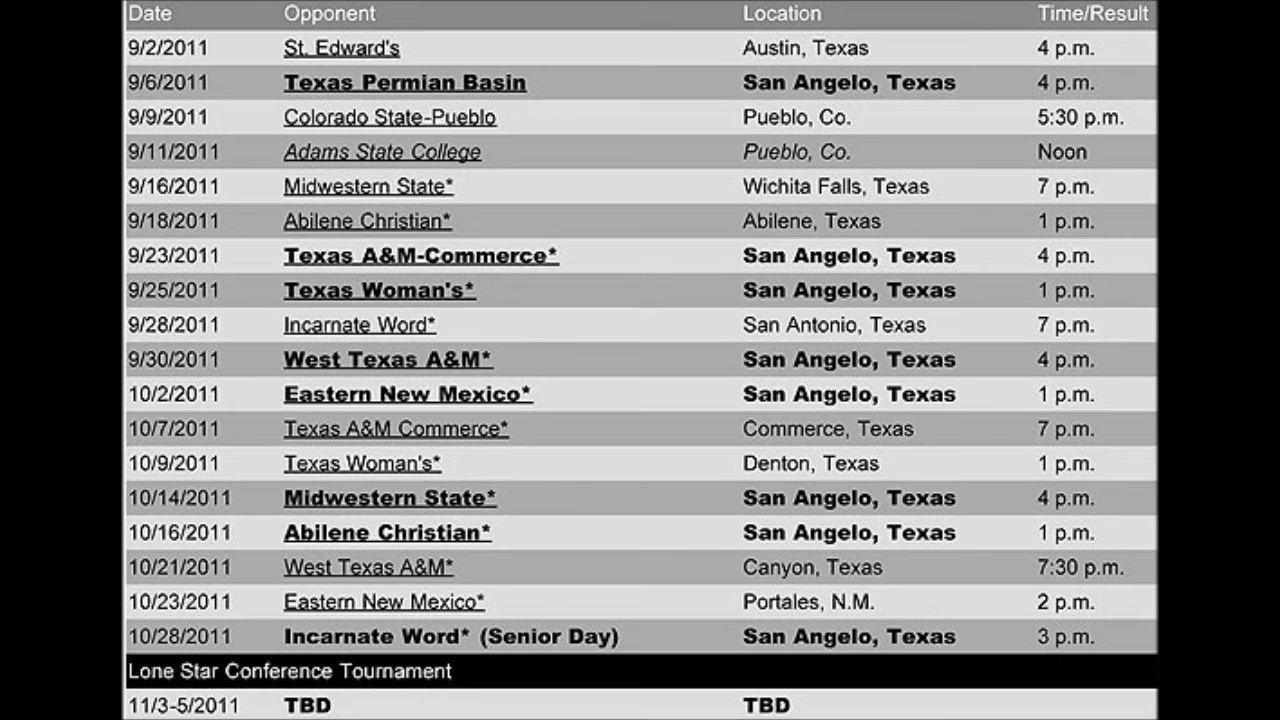 Date Opponent Location Time/Result
9/2/2011 St. Edward's Austin, Texas 4 p.m.
9/6/2011 Texas Permian Basin San Angelo, Texas 4 p.m.
9/9/2011 Colorado State-Pueblo Pueblo, Co. 5:30 p.m.
9/11/2011 Adams State College Pueblo, Co. Noon
9/16/2011 Midwestern State* Wichita Falls, Texas 7 p.m.
9/18/2011 Abilene Christian* Abilene, Texas 1 p.m.
9/23/2011 Texas A&M-Commerce* San Angelo, Texas 4 p.m.
9/25/2011 Texas Woman's* San Angelo, Texas 1 p.m.
9/28/2011 Incarnate Word* San Antonio, Texas 7 p.m.
9/30/2011 West Texas A&M* San Angelo, Texas 4 p.m.
10/2/2011 Eastern New Mexico* San Angelo, Texas 1 p.m.
10/7/2011 Texas A&M Commerce* Commerce, Texas 7 p.m.
10/9/2011 Texas Woman's* Denton, Texas 1 p.m.
10/14/2011 Midwestern State* San Angelo, Texas 4 p.m.
10/16/2011 Abilene Christian* San Angelo, Texas 1 p.m.
10/21/2011 West Texas A&M* Canyon, Texas 7:30 p.m.
10/23/2011 Eastern New Mexico* Portales, N.M. 2 p.m.
10/28/2011 Incarnate Word* (Senior Day) San Angelo, Texas 3 p.m.
Lone Star Conference Tournament
11/3-5/2011 TBD TBD